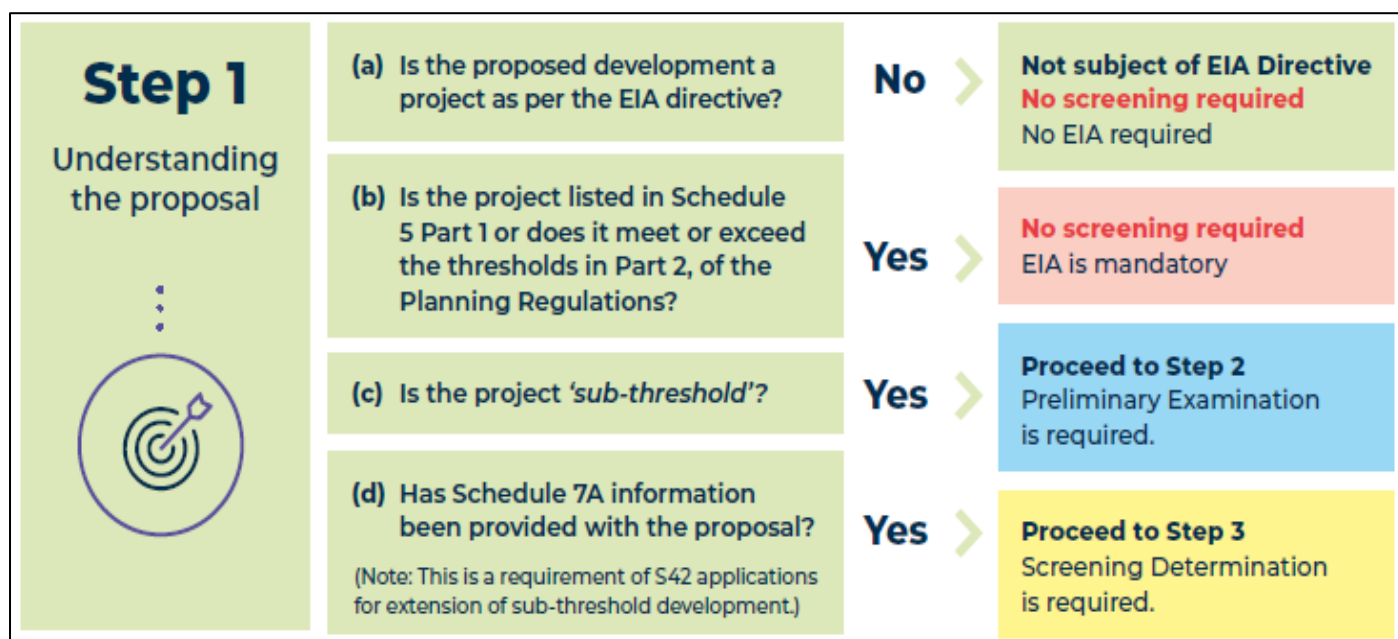 Step 1
Understanding
the proposal
(a) Is the proposed development a
project as per the EIA directive?
No
Not subject of EIA Directive
No screening required
No EIA required
(b) Is the project listed in Schedule
5 Part 1 or does it meet or exceed
the thresholds in Part 2, of the
Planning Regulations?
Yes
No screening required
EIA is mandatory
(c) Is the project ‘sub-threshold’?
Yes
Proceed to Step 2
Preliminary Examination
is required.
(d) Has Schedule 7A information
been provided with the proposal?
(Note: This is a requirement of S42 applications
for extension of sub-threshold development.)
Yes
Proceed to Step 3
Screening Determination
is required.